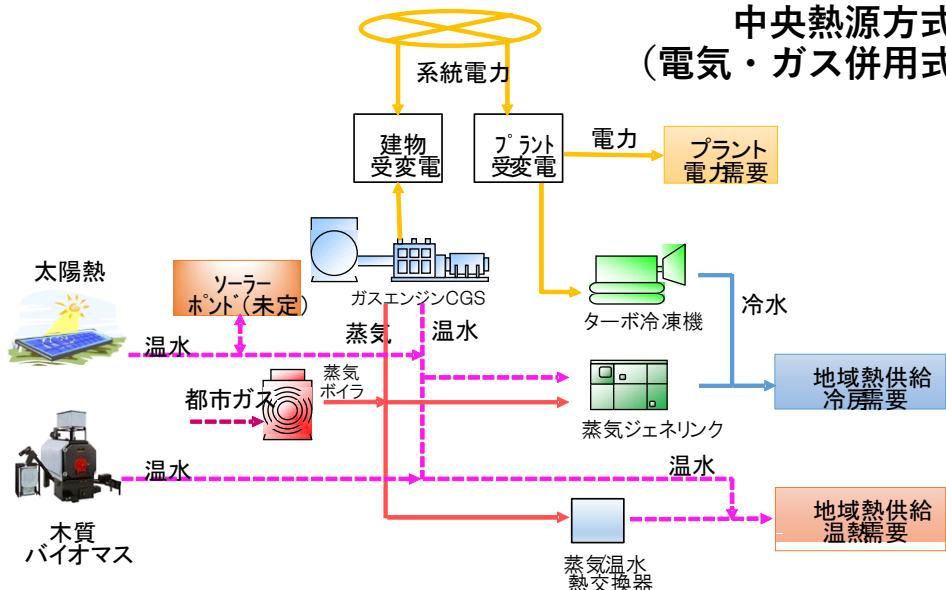 中央熱源方式
（電気・ガス併用式
系統電力
建物
受変電
プラント
受変電
電力
プラント
電力需要
太陽熱
ソーラー
ポンド（未定）
ガスエンジンCGS
ターボ冷凍機
冷水
温水
蒸気
温水
都市ガス
蒸気
ボイラ
蒸気ジェネリンク
地域熱供給
冷房需要
温水
温水
木質
バイオマス
蒸気/温水
熱交換器
地域熱供給
温熱需要